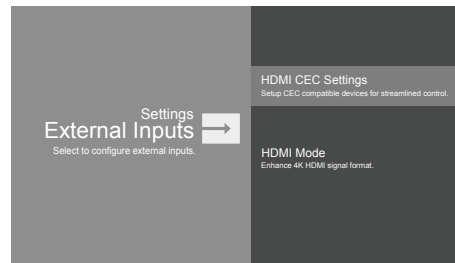 Settings
External Inputs
Select to configure external inputs.
HDMI CEC Settings
Setup CEC compatible devices for streamlined control.
HDMI Mode
Enhance 4K HDMI signal format.